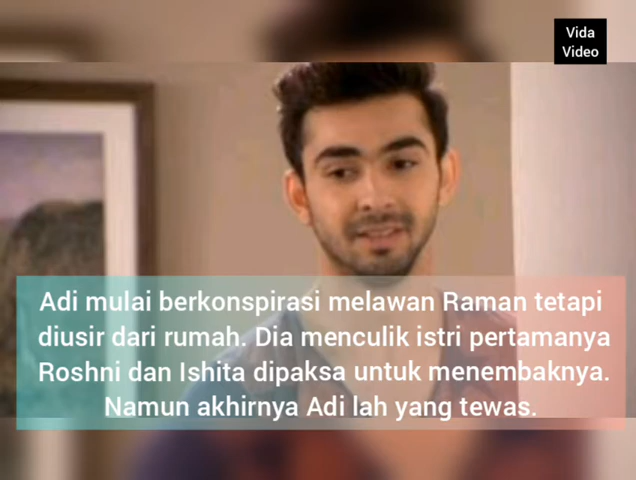 Vida
Video
Adi mulai berkonspirasi melawan Raman tetapi
diusir dari rumah. Dia menculik istri pertamanya
Roshni dan Ishita dipaksa untuk menembaknya.
Namun akhirnya Adi lah yang tewas.